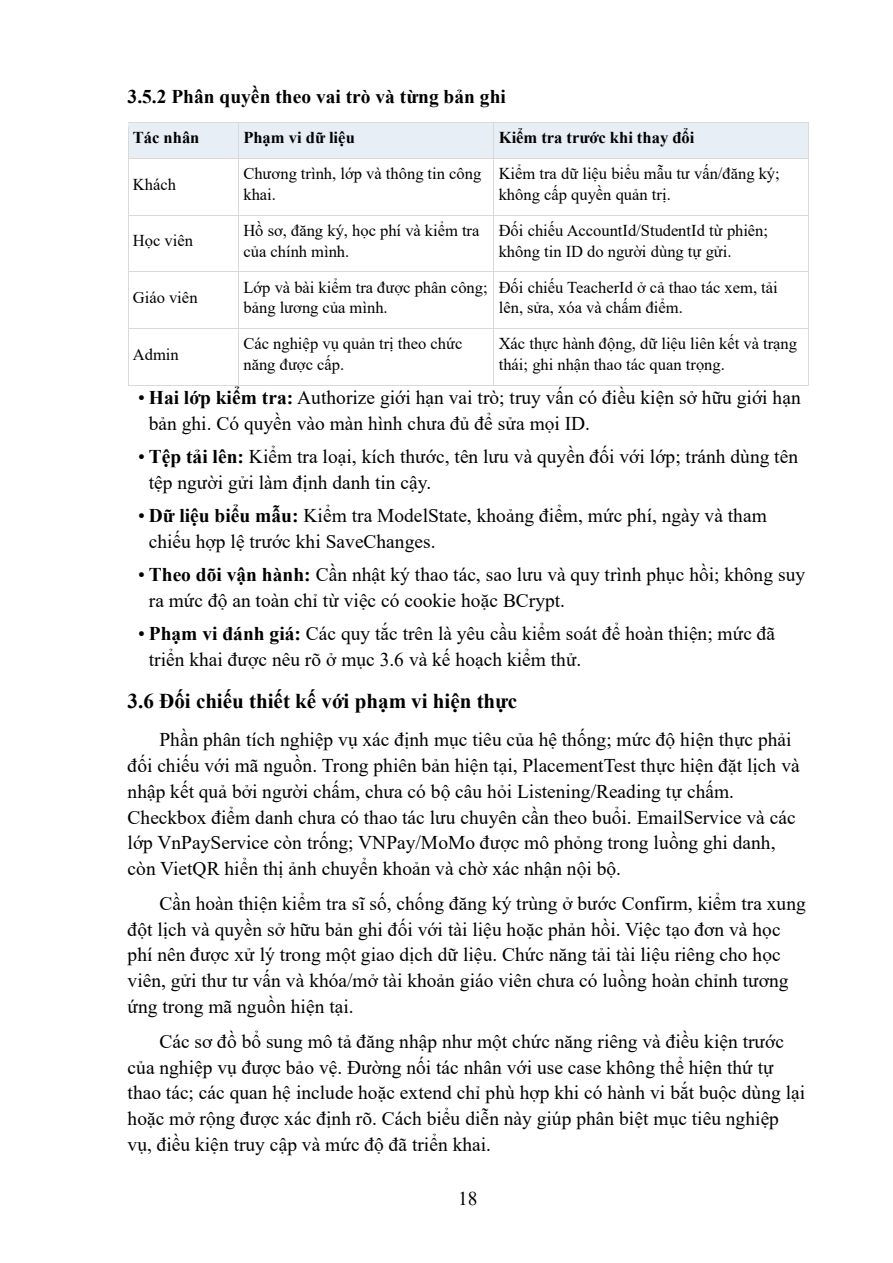 3.5.2 Phân quyền theo vai trò và từng bản ghi
Tác nhân
Phạm vi dữ liệu
Kiểm tra trước khi thay đổi
Khách
Chương trình, lớp và thông tin công
khai.
Kiểm tra dữ liệu biểu mẫu tư vấn/đăng ký;
không cấp quyền quản trị.
Học viên
Hồ sơ, đăng ký, học phí và kiểm tra
của chính mình.
Đối chiếu AccountId/StudentId từ phiên;
không tin ID do người dùng tự gửi.
Giáo viên
Lớp và bài kiểm tra được phân công;
bảng lương của mình.
Đối chiếu TeacherId ở cả thao tác xem, tải
lên, sửa, xóa và chấm điểm.
Admin
Các nghiệp vụ quản trị theo chức
năng được cấp.
Xác thực hành động, dữ liệu liên kết và trạng
thái; ghi nhận thao tác quan trọng.
• Hai lớp kiểm tra: Authorize giới hạn vai trò; truy vấn có điều kiện sở hữu giới hạn
bản ghi. Có quyền vào màn hình chưa đủ để sửa mọi ID.
• Tệp tải lên: Kiểm tra loại, kích thước, tên lưu và quyền đối với lớp; tránh dùng tên
tệp người gửi làm định danh tin cậy.
• Dữ liệu biểu mẫu: Kiểm tra ModelState, khoảng điểm, mức phí, ngày và tham
chiếu hợp lệ trước khi SaveChanges.
• Theo dõi vận hành: Cần nhật ký thao tác, sao lưu và quy trình phục hồi; không suy
ra mức độ an toàn chỉ từ việc có cookie hoặc BCrypt.
• Phạm vi đánh giá: Các quy tắc trên là yêu cầu kiểm soát để hoàn thiện; mức đã
triển khai được nêu rõ ở mục 3.6 và kế hoạch kiểm thử.
3.6 Đối chiếu thiết kế với phạm vi hiện thực
Phần phân tích nghiệp vụ xác định mục tiêu của hệ thống; mức độ hiện thực phải
đối chiếu với mã nguồn. Trong phiên bản hiện tại, PlacementTest thực hiện đặt lịch và
nhập kết quả bởi người chấm, chưa có bộ câu hỏi Listening/Reading tự chấm.
Checkbox điểm danh chưa có thao tác lưu chuyên cần theo buổi. EmailService và các
lớp VnPayService còn trống; VNPay/MoMo được mô phỏng trong luồng ghi danh,
còn VietQR hiển thị ảnh chuyển khoản và chờ xác nhận nội bộ.
Cần hoàn thiện kiểm tra sĩ số, chống đăng ký trùng ở bước Confirm, kiểm tra xung
đột lịch và quyền sở hữu bản ghi đối với tài liệu hoặc phản hồi. Việc tạo đơn và học
phí nên được xử lý trong một giao dịch dữ liệu. Chức năng tải tài liệu riêng cho học
viên, gửi thư tư vấn và khóa/mở tài khoản giáo viên chưa có luồng hoàn chỉnh tương
ứng trong mã nguồn hiện tại.
Các sơ đồ bổ sung mô tả đăng nhập như một chức năng riêng và điều kiện trước
của nghiệp vụ được bảo vệ. Đường nối tác nhân với use case không thể hiện thứ tự
thao tác; các quan hệ include hoặc extend chỉ phù hợp khi có hành vi bắt buộc dùng lại
hoặc mở rộng được xác định rõ. Cách biểu diễn này giúp phân biệt mục tiêu nghiệp
vụ, điều kiện truy cập và mức độ đã triển khai.
18